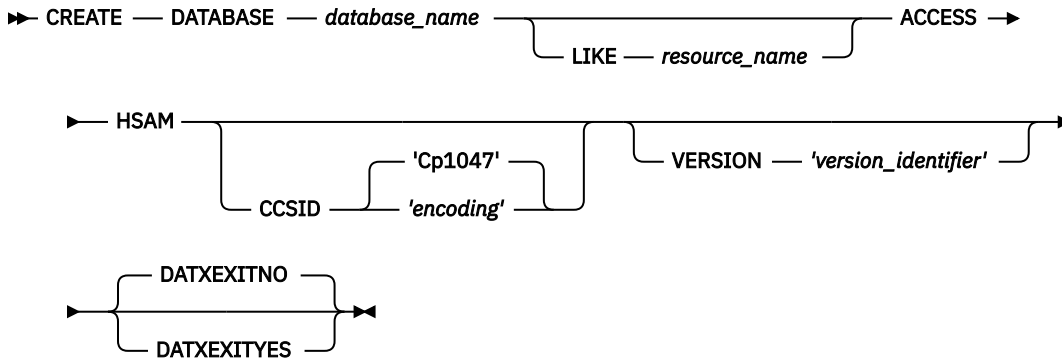 CREATE DATABASE database_name ACCESS
LIKE resource_name
HSAM
'Cp1047' VERSION 'version_identifier'
CCSID 'encoding'
DATXEXITNO
DATXEXITYES